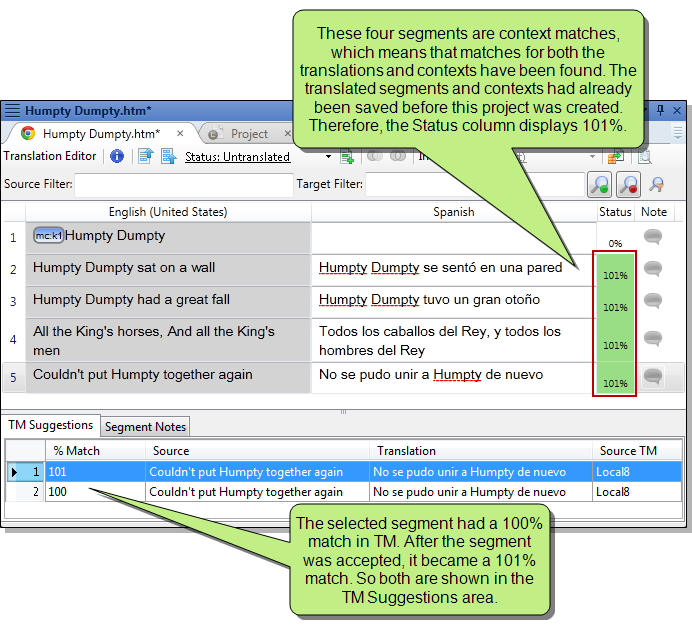 These four segments are context matches,
which means that matches for both the
translations and contexts have been found. The
translated segments and contexts had already
been saved before this project was created.
Therefore, the Status column displays 101%.
Humpty Dumpty.htm*
Humpty Dumpty.htm* × Project ×
Translation Editor Status: Untranslated
Source Filter: Target Filter:
English (United States) Spanish Status Note
1 mc:k1 Humpty Dumpty 0%
2 Humpty Dumpty sat on a wall Humpty Dumpty se sentó en una pared 101%
3 Humpty Dumpty had a great fall Humpty Dumpty tuvo un gran otoño 101%
4 All the King's horses, And all the King's Todos los caballos del Rey, y todos los 101%
men hombres del Rey
5 Couldn't put Humpty together again No se pudo unir a Humpty de nuevo 101%
TM Suggestions Segment Notes
% Match Source Translation Source TM
1 101 Couldn't put Humpty together again No se pudo unir a Humpty de nuevo Local8
2 100 Couldn't put Humpty together again No se pudo unir a Humpty de nuevo Local8
The selected segment had a 100%
match in TM. After the segment
was accepted, it became a 101%
match. So both are shown in the
TM Suggestions area.